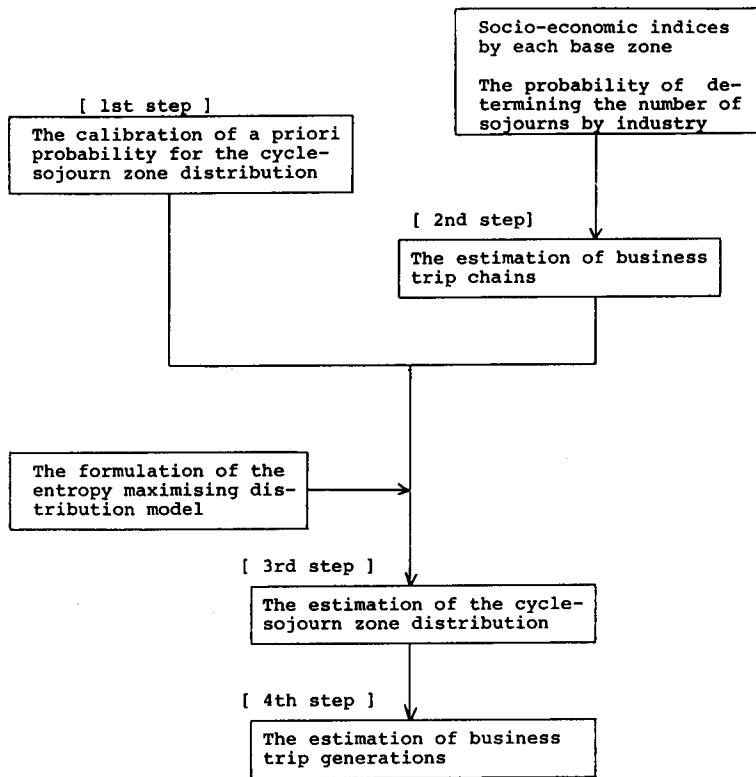 Socio-economic indices
by each base zone
The probability of de-
termining the number of
sojourns by industry
[ 1st step ]
The calibration of a priori
probability for the cycle-
sojourn zone distribution
[ 2nd step]
The estimation of business
trip chains
The formulation of the
entropy maximising dis-
tribution model
[ 3rd step ]
The estimation of the cycle-
sojourn zone distribution
[ 4th step ]
The estimation of business
trip generations